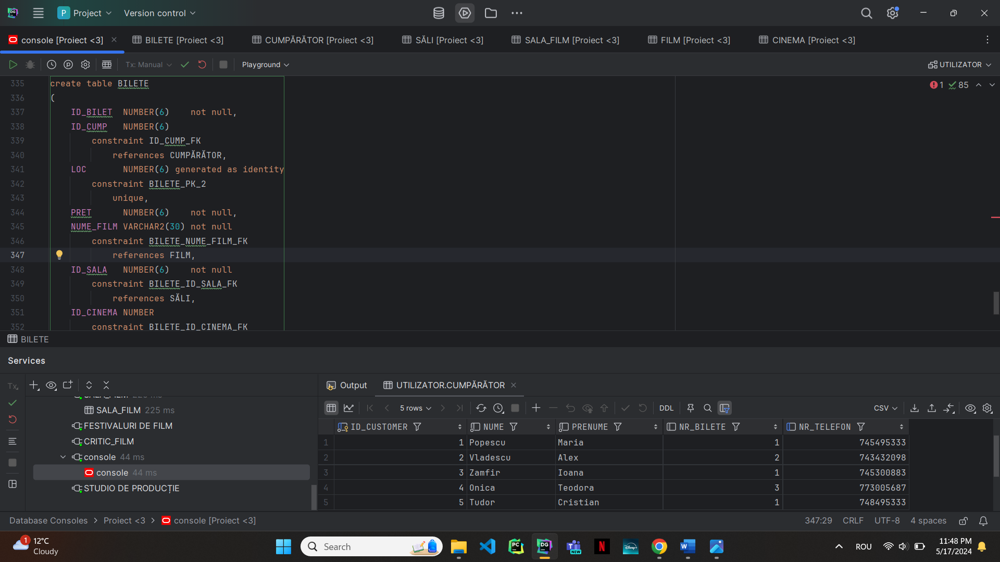 P Project Version control
console [Proiect <3] BILETE [Proiect <3] CUMPĂRĂTOR [Proiect <3] SĂLI [Proiect <3] SALA_FILM [Proiect <3] FILM [Proiect <3] CINEMA [Proiect <3]
Tx: Manual Playground UTILIZATOR
335 create table BILETE 1 85
336 (
337 ID_BILET NUMBER(6) not null,
338 ID_CUMP NUMBER(6)
339 constraint ID_CUMP_FK
340 references CUMPĂRĂTOR,
341 LOC NUMBER(6) generated as identity
342 constraint BILETE_PK_2
343 unique,
344 PRET NUMBER(6) not null,
345 NUME_FILM VARCHAR2(30) not null
346 constraint BILETE_NUME_FILM_FK
347 references FILM,
348 ID_SALA NUMBER(6) not null
349 constraint BILETE_ID_SALA_FK
350 references SĂLI,
351 ID_CINEMA NUMBER
352 constraint BILETE_ID_CINEMA_FK
BILETE
Services
Tx
Output UTILIZATOR.CUMPĂRĂTOR
SALA_FILM 225 ms
FESTIVALURI DE FILM
CRITIC_FILM
console 44 ms
console 44 ms
STUDIO DE PRODUCȚIE
5 rows DDL CSV
ID_CUSTOMER NUME PRENUME NR_BILETE NR_TELEFON
1 1 Popescu Maria 1 745495333
2 2 Vladescu Alex 2 743432098
3 3 Zamfir Ioana 1 745300883
4 4 Onica Teodora 3 773005687
5 5 Tudor Cristian 1 748495333
Database Consoles > Proiect <3 > console [Proiect <3] 347:29 CRLF UTF-8 4 spaces
1 12°C
Cloudy
Search
PC DG NEW N Disney+ W
ROU
11:48 PM
5/17/2024